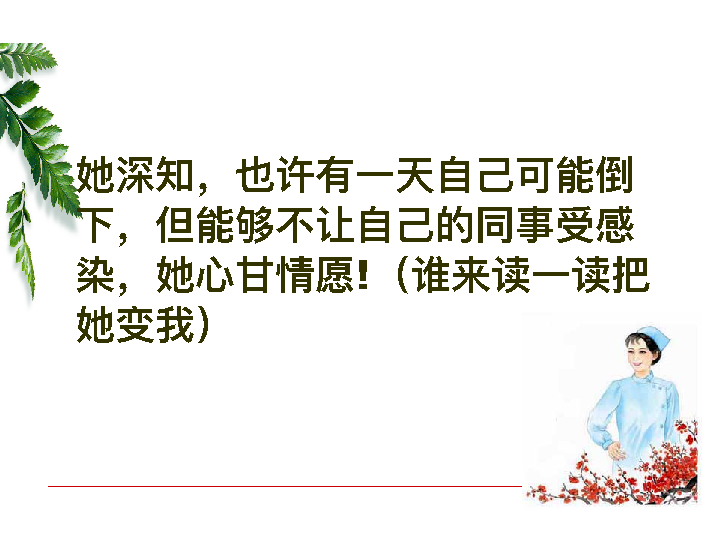 她深知，也许有一天自己可能倒
下，但能够不让自己的同事受感
染，她心甘情愿！（谁来读一读把
她变我）